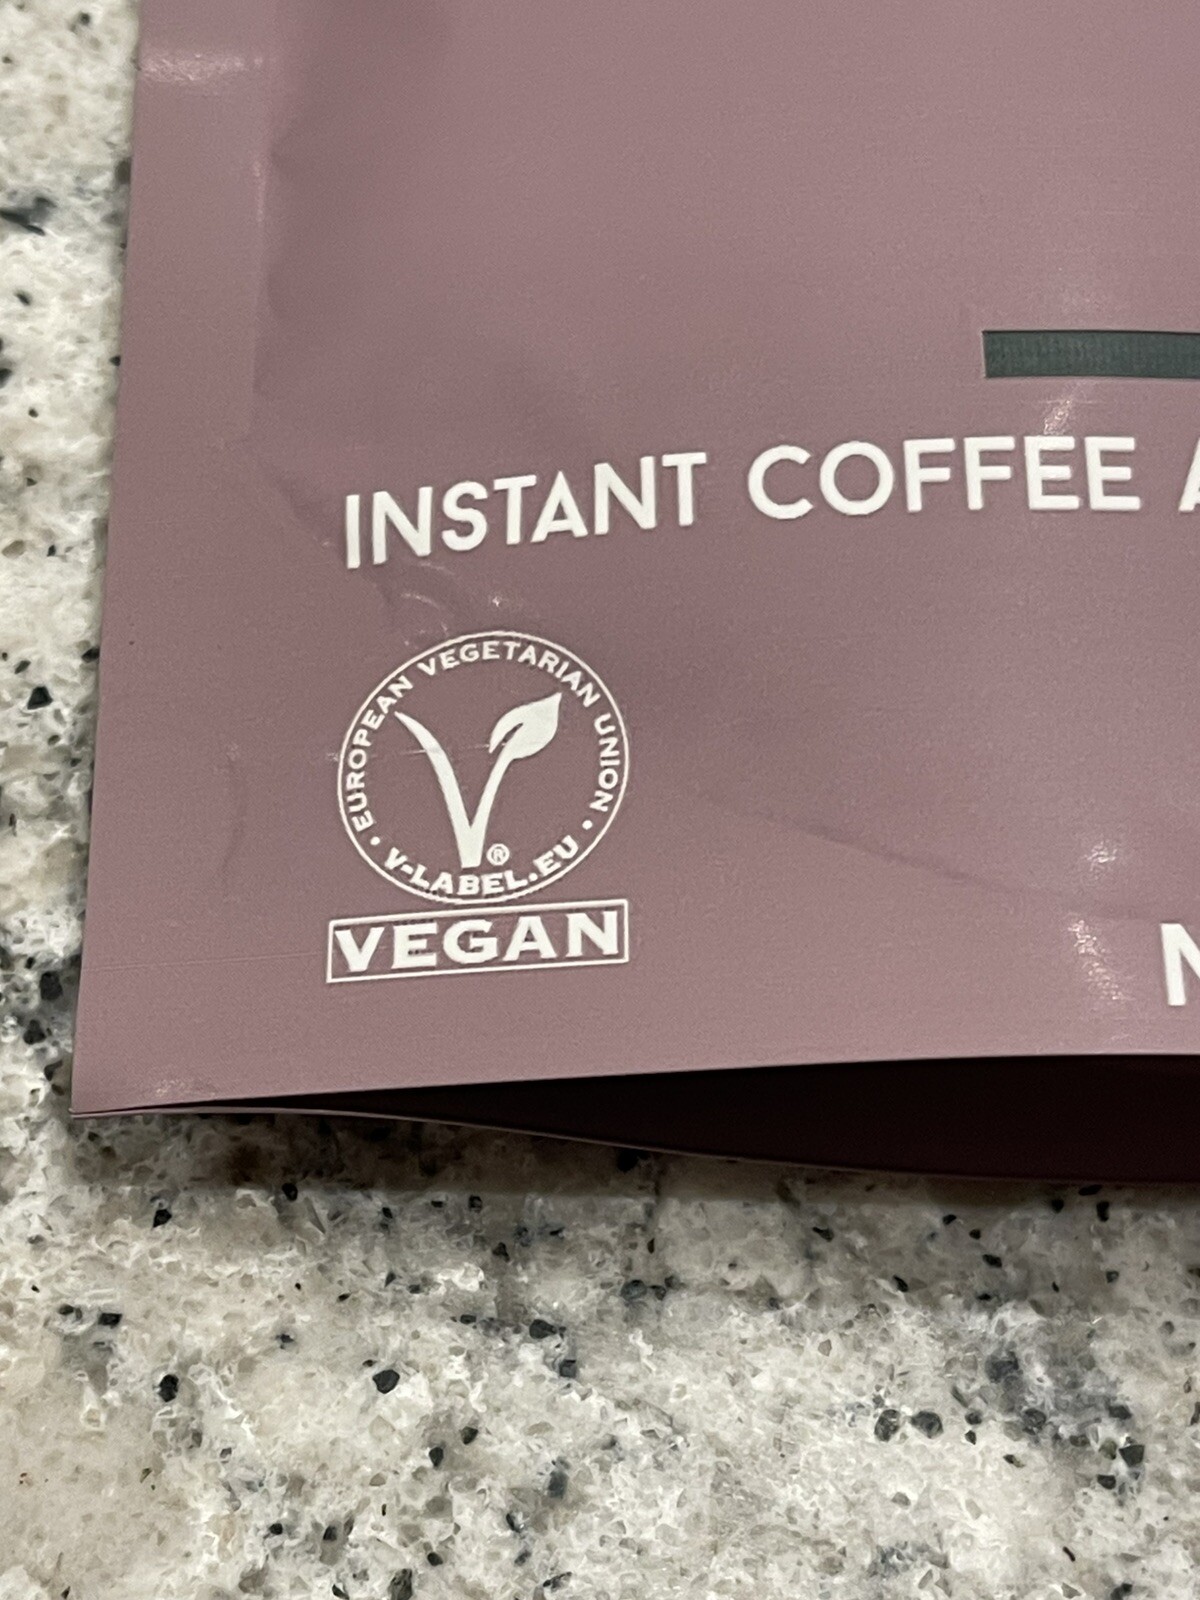 INSTANT COFFEE
• EUROPEAN VEGETARIAN UNION •
V-LABEL.EU
®
VEGAN